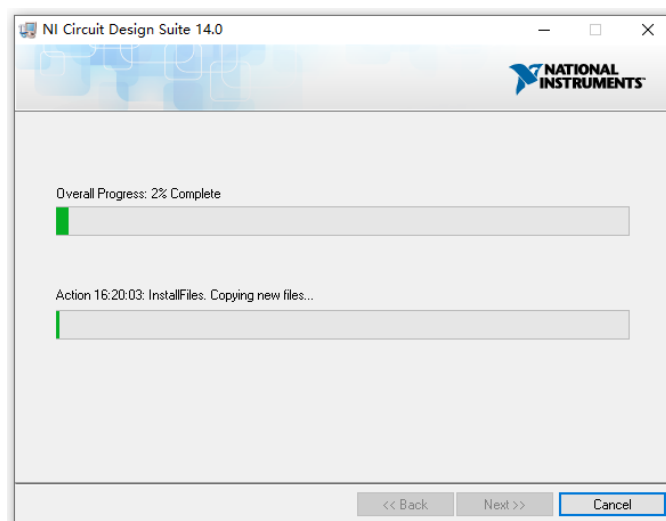 NI Circuit Design Suite 14.0
NATIONAL
INSTRUMENTS™
Overall Progress: 2% Complete
Action 16:20:03: InstallFiles. Copying new files...
<< Back
Next >>
Cancel